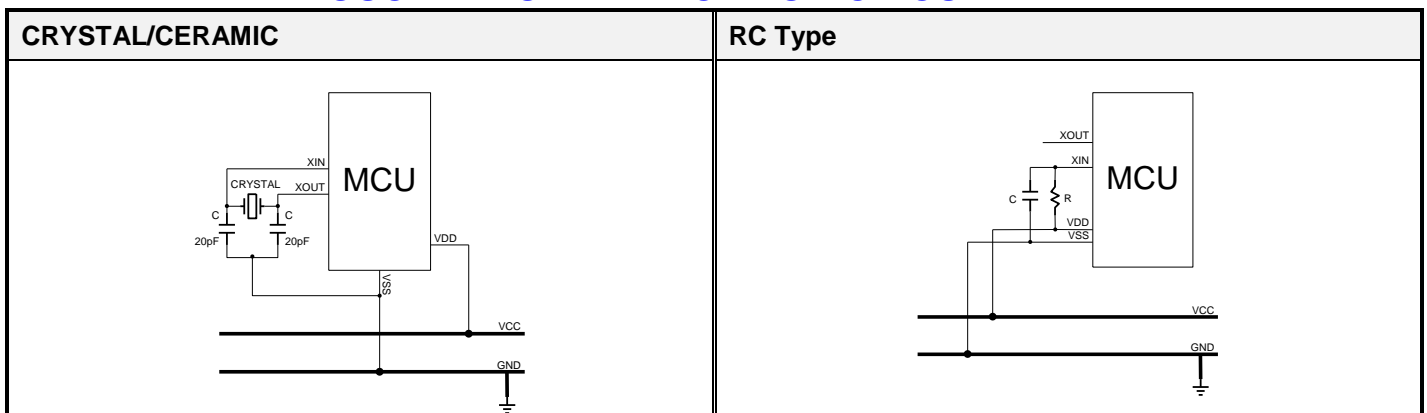 CRYSTAL/CERAMIC
RC Type
XIN
CRYSTAL
XOUT
MCU
C
C
20pF
20pF
VDD
VSS
VCC
GND
XOUT
XIN
MCU
C
R
VDD
VSS
VCC
GND